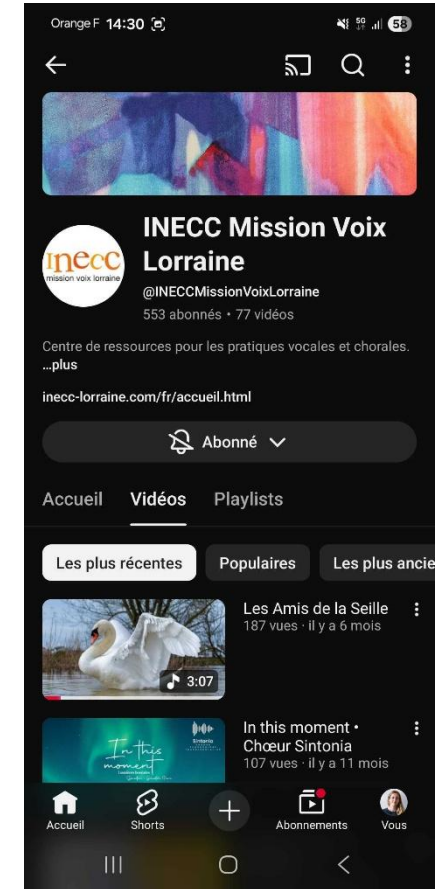 Orange F 14:30
5G
58
inecc
mission voix lorraine
INECC Mission Voix
Lorraine
@INECCMissionVoixLorraine
553 abonnés • 77 vidéos
Centre de ressources pour les pratiques vocales et chorales.
...plus
inecc-lorraine.com/fr/accueil.html
Abonné
Accueil
Vidéos
Playlists
Les plus récentes
Populaires
Les plus ancie
Les Amis de la Seille
187 vues · il y a 6 mois
3:07
In this moment •
Chœur Sintonia
107 vues · il y a 11 mois
In this
moment
Sintonia
Accueil
Shorts
Abonnements
Vous